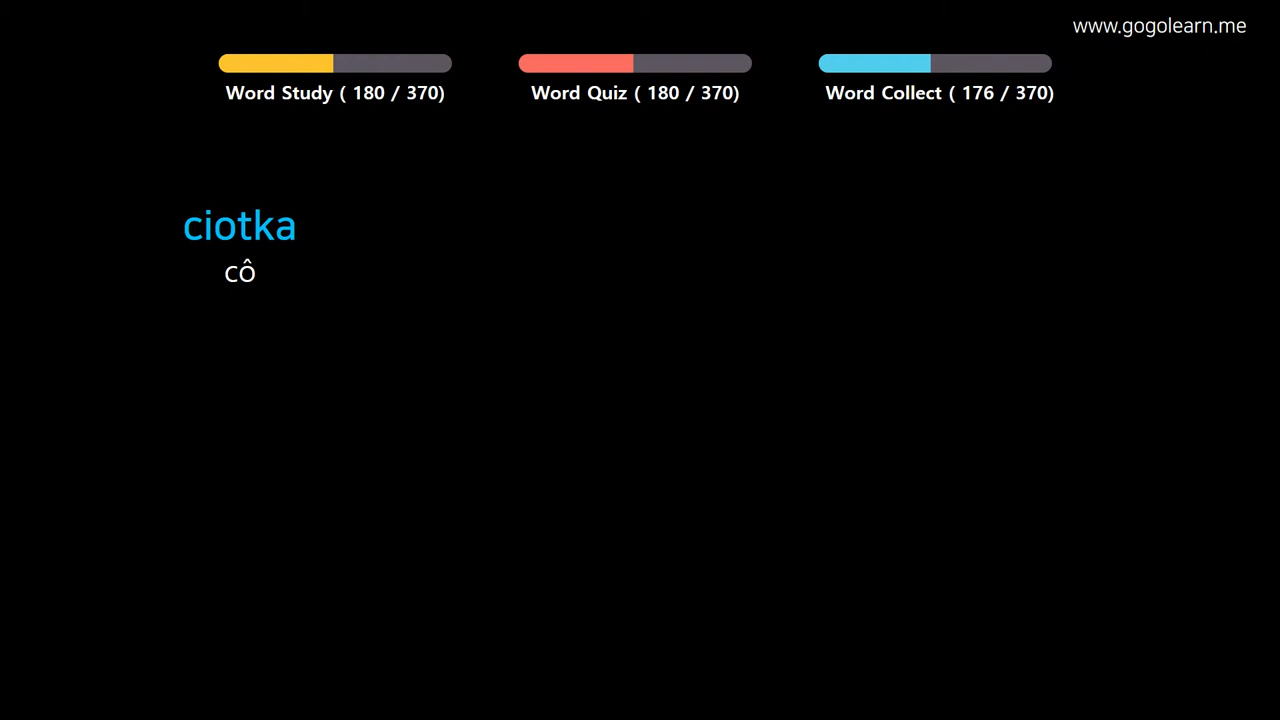 www.gogolearn.me
Word Study ( 180 / 370)
Word Quiz ( 180 / 370)
Word Collect ( 176 / 370)
ciotka
cô